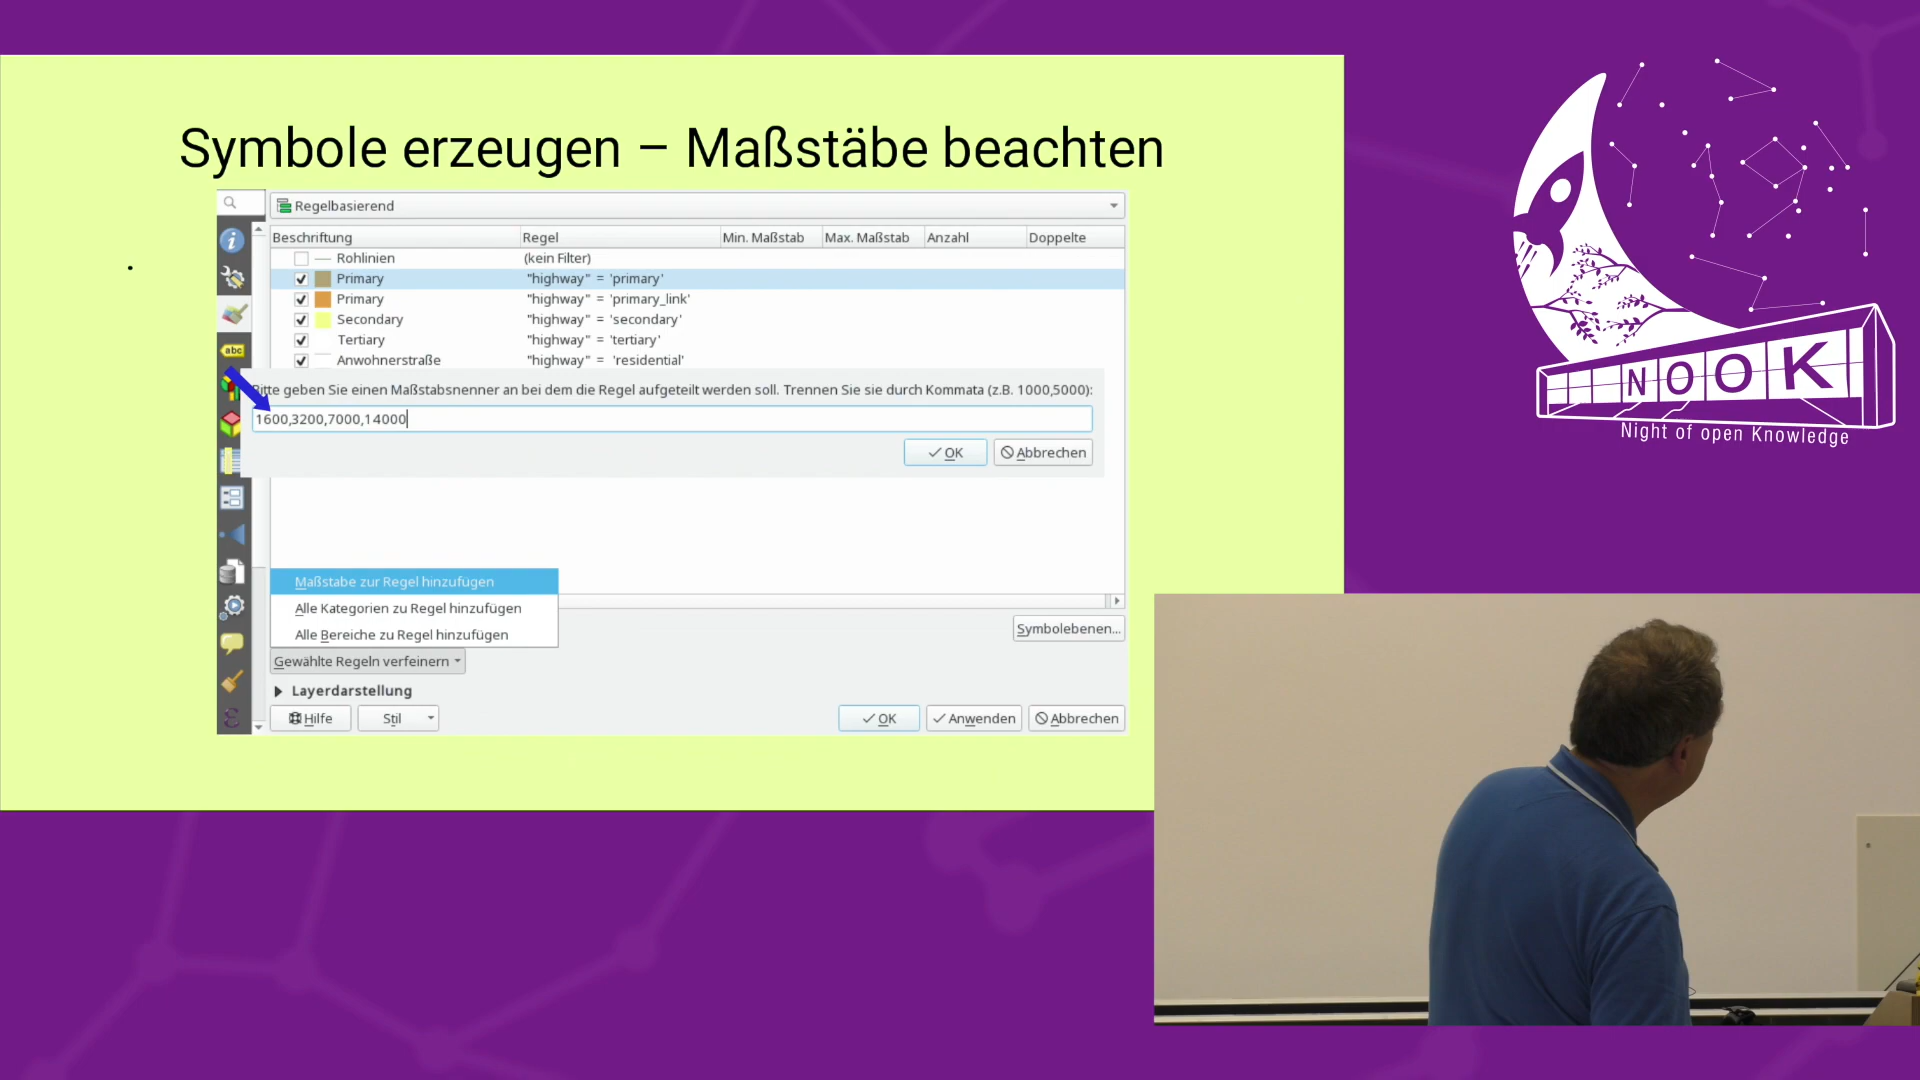 Symbole erzeugen – Maßstäbe beachten
Regelbasierend
Beschriftung Regel Min. Maßstab Max. Maßstab Anzahl Doppelte
Rohlinien (kein Filter)
Primary "highway" = 'primary'
Primary "highway" = 'primary_link'
Secondary "highway" = 'secondary'
Tertiary "highway" = 'tertiary'
Anwohnerstraße "highway" = 'residential'
abc
Bitte geben Sie einen Maßstabsnenner an bei dem die Regel aufgeteilt werden soll. Trennen Sie sie durch Kommata (z.B. 1000,5000):
1600,3200,7000,14000
OK Abbrechen
Maßstabe zur Regel hinzufügen
Alle Kategorien zu Regel hinzufügen
Alle Bereiche zu Regel hinzufügen
Symbolebenen...
Gewählte Regeln verfeinern
Layerdarstellung
Hilfe Stil OK Anwenden Abbrechen
NOOK
Night of open Knowledge